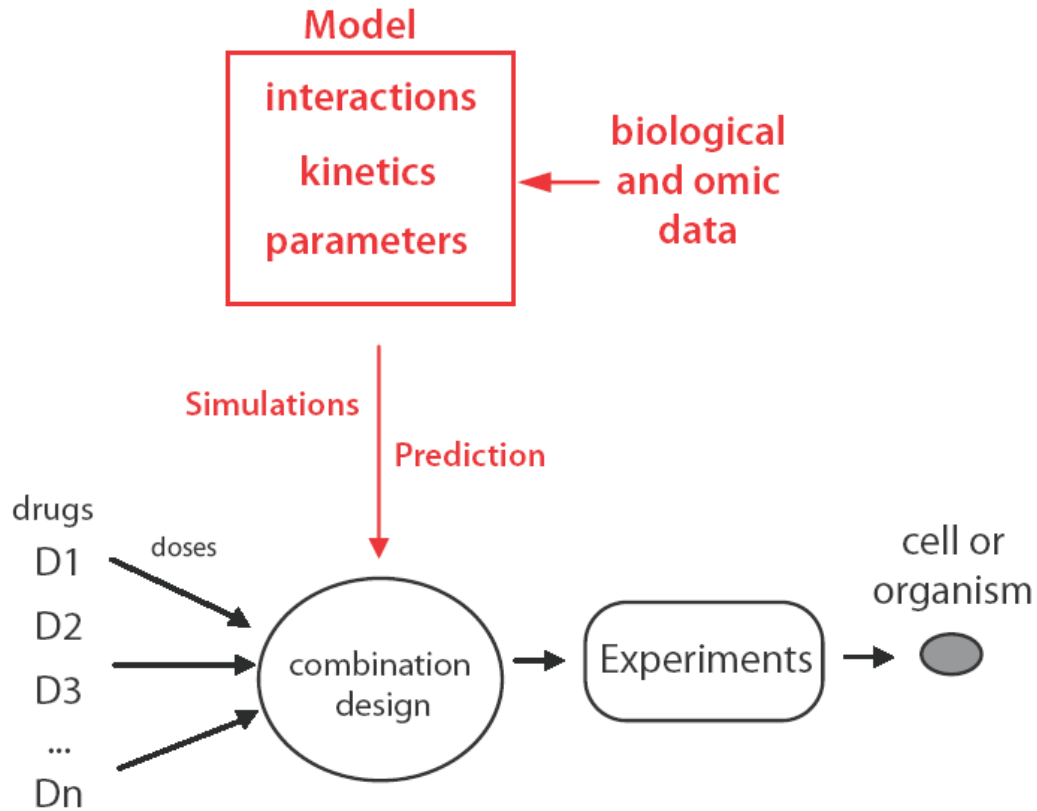 Model
interactions
kinetics
parameters
biological
and omic
data
Simulations
Prediction
drugs
doses
D1
D2
D3
...
Dn
combination
design
Experiments
cell or
organism